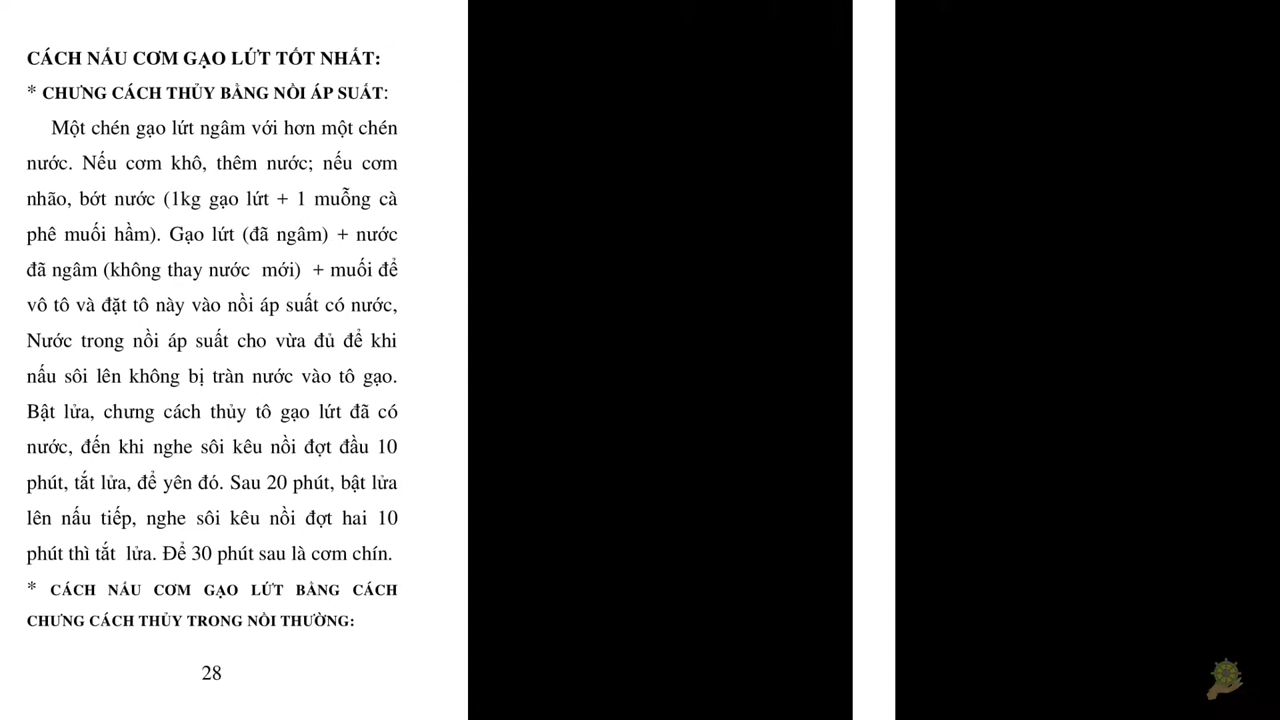 CÁCH NẤU CƠM GẠO LỨT TỐT NHẤT:
* CHƯNG CÁCH THỦY BẰNG NỒI ÁP SUẤT:
Một chén gạo lứt ngâm với hơn một chén
nước. Nếu cơm khô, thêm nước; nếu cơm
nhão, bớt nước (1kg gạo lứt + 1 muỗng cà
phê muối hầm). Gạo lứt (đã ngâm) + nước
đã ngâm (không thay nước mới) + muối để
vô tô và đặt tô này vào nồi áp suất có nước,
Nước trong nồi áp suất cho vừa đủ để khi
nấu sôi lên không bị tràn nước vào tô gạo.
Bật lửa, chưng cách thủy tô gạo lứt đã có
nước, đến khi nghe sôi kêu nồi đợt đầu 10
phút, tắt lửa, để yên đó. Sau 20 phút, bật lửa
lên nấu tiếp, nghe sôi kêu nồi đợt hai 10
phút thì tắt lửa. Để 30 phút sau là cơm chín.
* CÁCH NẤU CƠM GẠO LỨT BẰNG CÁCH
CHƯNG CÁCH THỦY TRONG NỒI THƯỜNG:
28